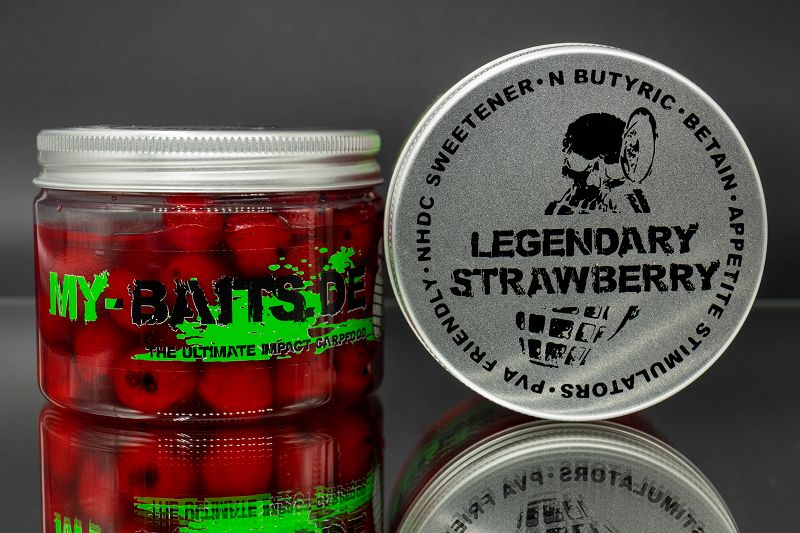 MY-BAITS.DE
THE ULTIMATE IMPACT CARPFOOD
NHDC SWEETENER • N BUTYRIC • BETAIN • APPETITE STIMULATORS • PVA FRIENDLY •
LEGENDARY
STRAWBERRY